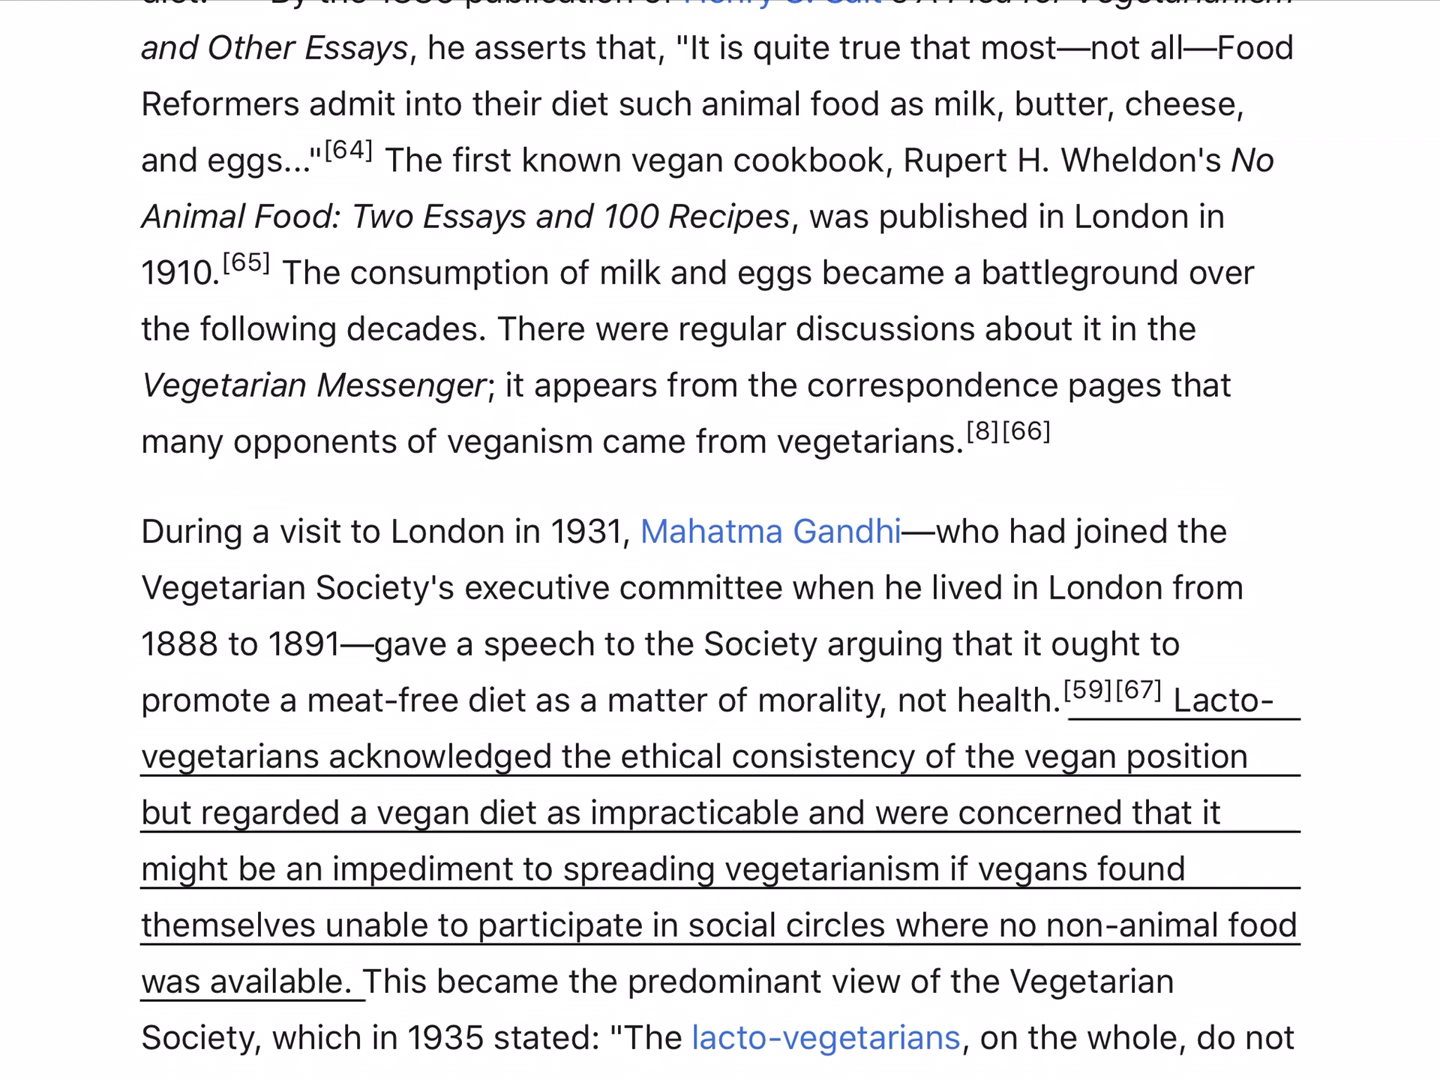 and Other Essays, he asserts that, "It is quite true that most—not all—Food
Reformers admit into their diet such animal food as milk, butter, cheese,
and eggs..."[64] The first known vegan cookbook, Rupert H. Wheldon's No
Animal Food: Two Essays and 100 Recipes, was published in London in
1910.[65] The consumption of milk and eggs became a battleground over
the following decades. There were regular discussions about it in the
Vegetarian Messenger; it appears from the correspondence pages that
many opponents of veganism came from vegetarians.[8][66]
During a visit to London in 1931, Mahatma Gandhi—who had joined the
Vegetarian Society's executive committee when he lived in London from
1888 to 1891—gave a speech to the Society arguing that it ought to
promote a meat-free diet as a matter of morality, not health.[59][67] Lacto-
vegetarians acknowledged the ethical consistency of the vegan position
but regarded a vegan diet as impracticable and were concerned that it
might be an impediment to spreading vegetarianism if vegans found
themselves unable to participate in social circles where no non-animal food
was available. This became the predominant view of the Vegetarian
Society, which in 1935 stated: "The lacto-vegetarians, on the whole, do not